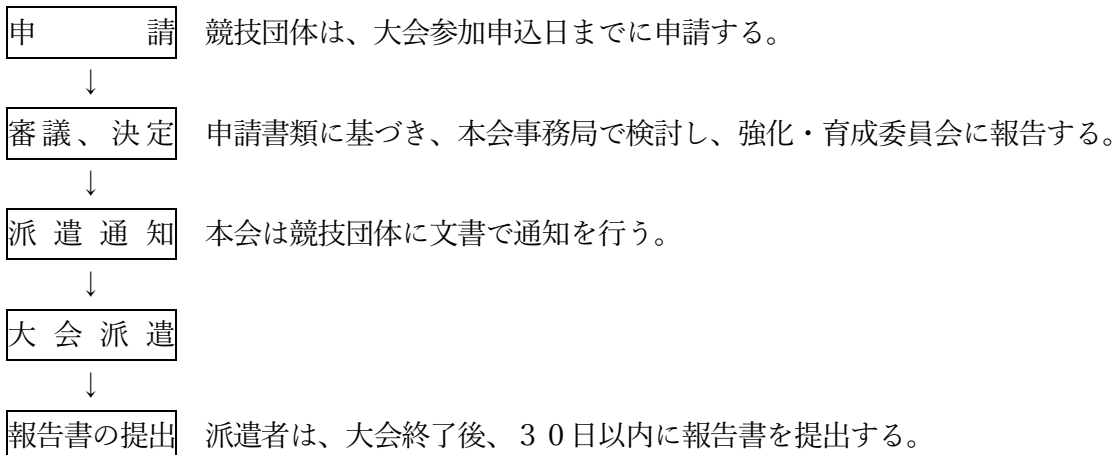 申請 競技団体は、大会参加申込日までに申請する。
↓
審議、決定 申請書類に基づき、本会事務局で検討し、強化・育成委員会に報告する。
↓
派遣通知 本会は競技団体に文書で通知を行う。
↓
大会派遣
↓
報告書の提出 派遣者は、大会終了後、３０日以内に報告書を提出する。